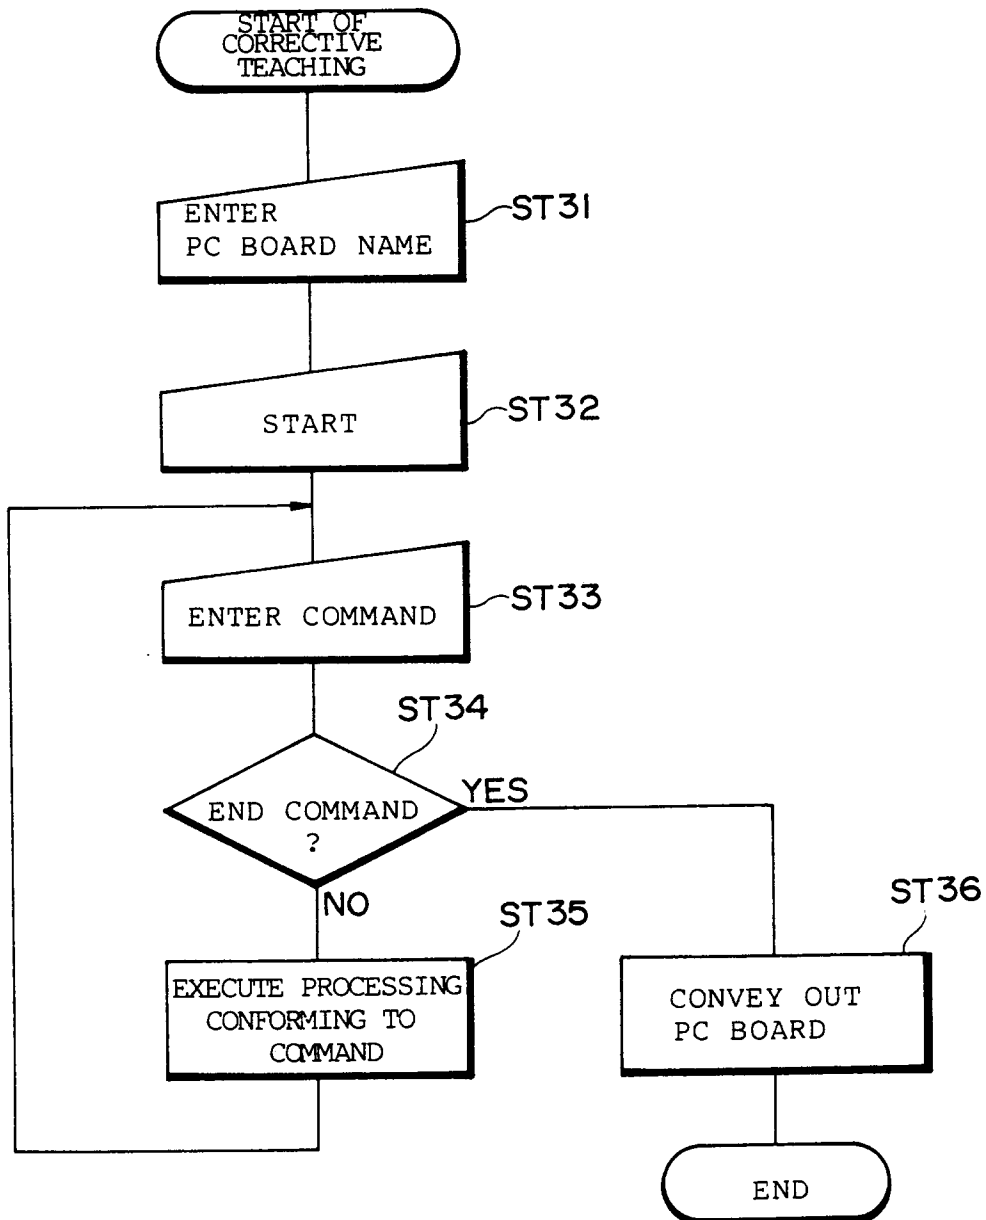 START OF
CORRECTIVE
TEACHING
ENTER
PC BOARD NAME
ST31
START
ST32
ENTER COMMAND
ST33
ST34
END COMMAND
?
YES
NO
ST35
EXECUTE PROCESSING
CONFORMING TO
COMMAND
ST36
CONVEY OUT
PC BOARD
END